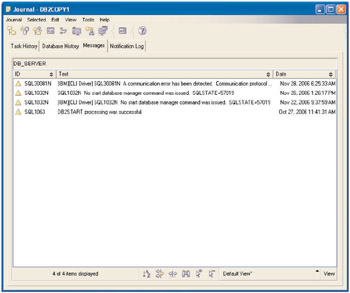 Journal - DB2COPY1
Journal Selected Edit View Tools Help
Task History Database History Messages Notification Log
DB_SERVER
ID Text Date
SQL30081N [IBM][CLI Driver] SQL30081N A communication error has been detected. Communication protocol ... Nov 28, 2006 6:25:33 AM
SQL1032N SQL1032N No start database manager command was issued. SQLSTATE=57019 Nov 26, 2006 1:26:17 PM
SQL1032N [IBM][CLI Driver] SQL1032N No start database manager command was issued. SQLSTATE=57019 Nov 22, 2006 9:37:59 AM
SQL1063 DB2START processing was successful. Oct 27, 2006 11:41:31 AM
4 of 4 items displayed Default View* View